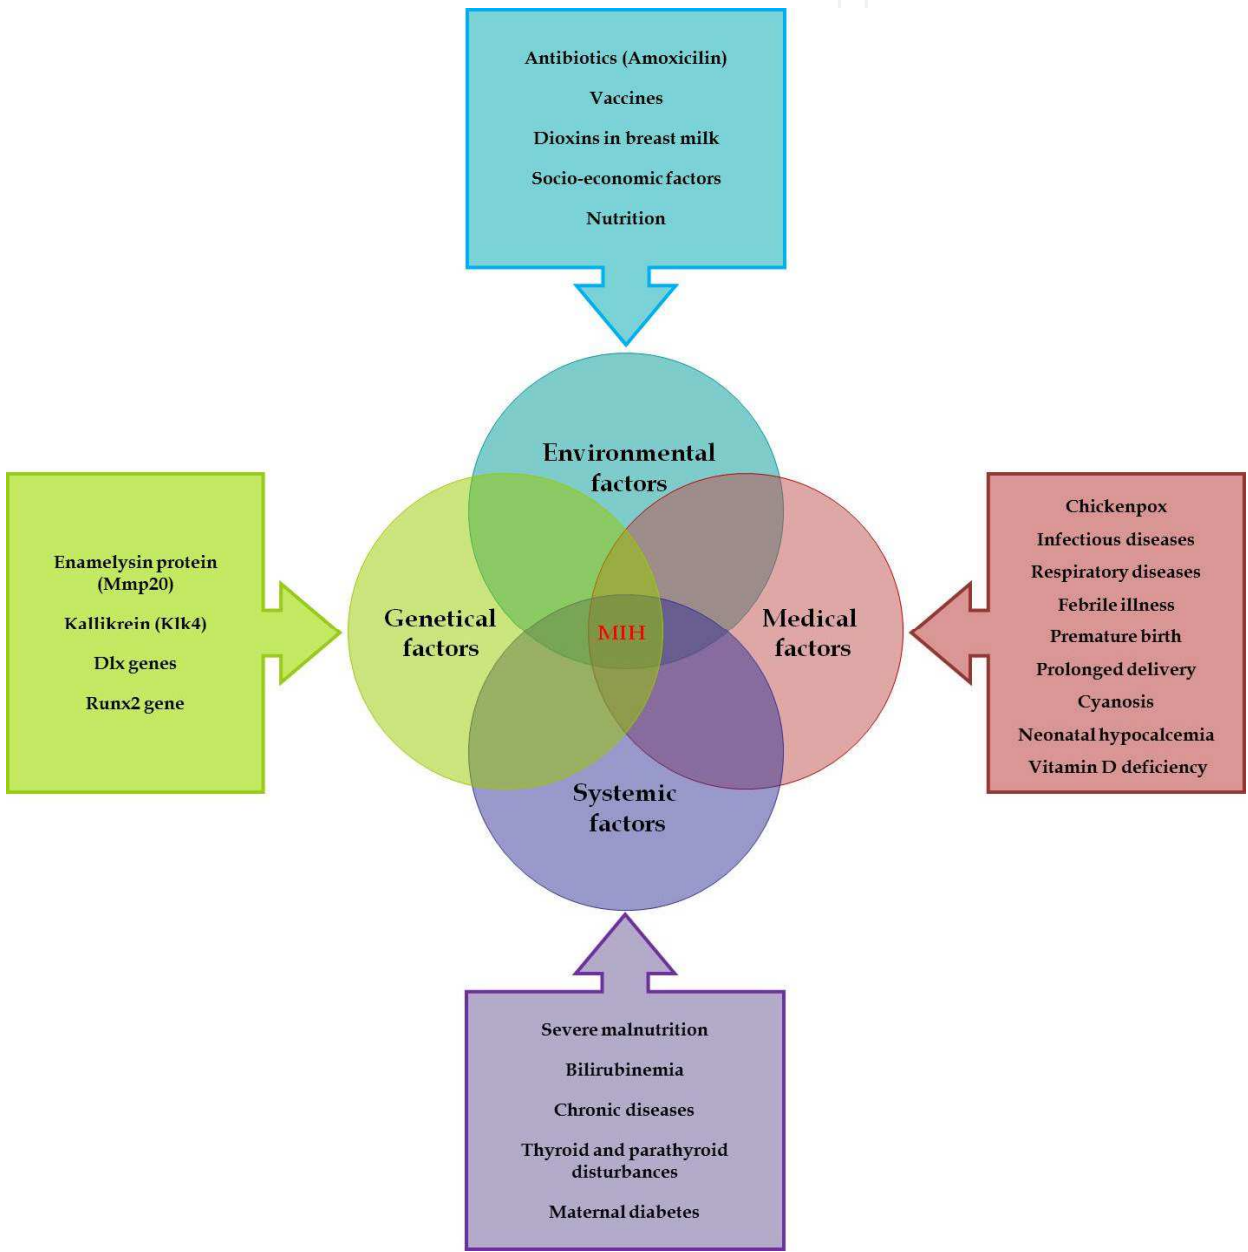 Antibiotics (Amoxicilin)
Vaccines
Dioxins in breast milk
Socio-economic factors
Nutrition
Environmental
factors
Enamelysin protein
(Mmp20)
Kallikrein (Klk4)
Dlx genes
Runx2 gene
Genetical
factors
MIH
Medical
factors
Chickenpox
Infectious diseases
Respiratory diseases
Febrile illness
Premature birth
Prolonged delivery
Cyanosis
Neonatal hypocalcemia
Vitamin D deficiency
Systemic
factors
Severe malnutrition
Bilirubinemia
Chronic diseases
Thyroid and parathyroid
disturbances
Maternal diabetes